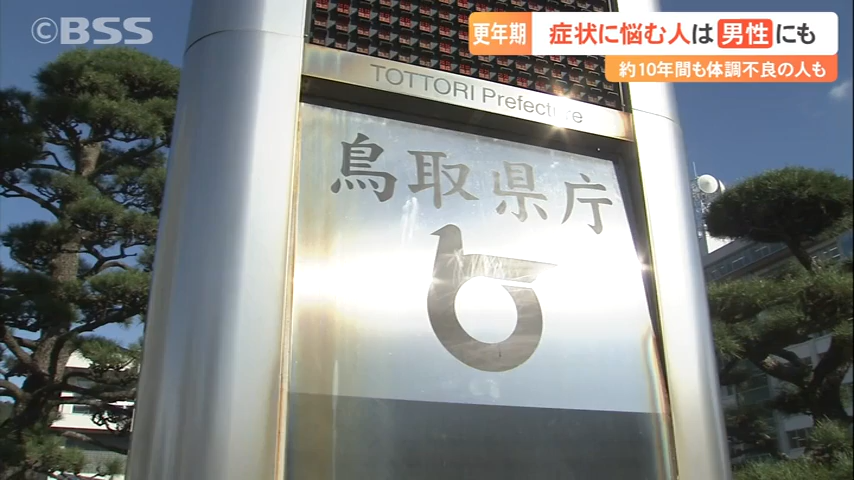 ©BSS
更年期
症状に悩む人は男性にも
約10年間も体調不良の人も
TOTTORI Prefecture
鳥取県庁